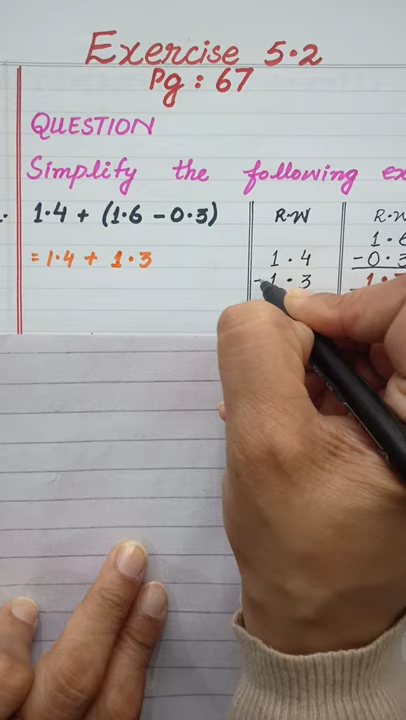 Exercise 5.2
Pg : 67
QUESTION
Simplify the following ex
1.4 + (1.6 - 0.3)
= 1.4 + 1.3
R.W
1.4
- 1.3
R.W
1.6
- 0.3